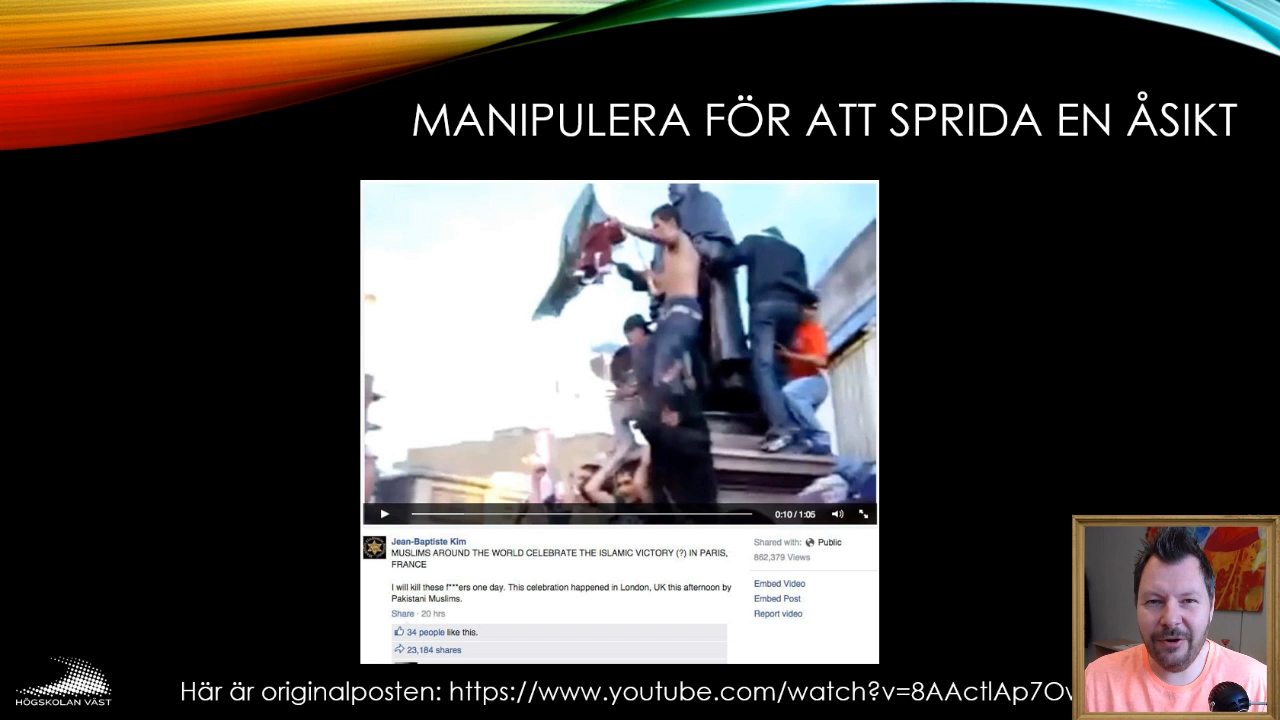 MANIPULERA FÖR ATT SPRIDA EN ÅSIKT
0:10 / 1:05
Jean-Baptiste Kim
MUSLIMS AROUND THE WORLD CELEBRATE THE ISLAMIC VICTORY (?) IN PARIS,
FRANCE
I will kill these f***ers one day. This celebration happened in London, UK this afternoon by
Pakistani Muslims.
Share · 20 hrs
34 people like this.
23,184 shares
Shared with: Public
862,379 Views
Embed Video
Embed Post
Report video
HÖGSKOLAN VÄST
Här är originalposten: https://www.youtube.com/watch?v=8AActlAp7Ov